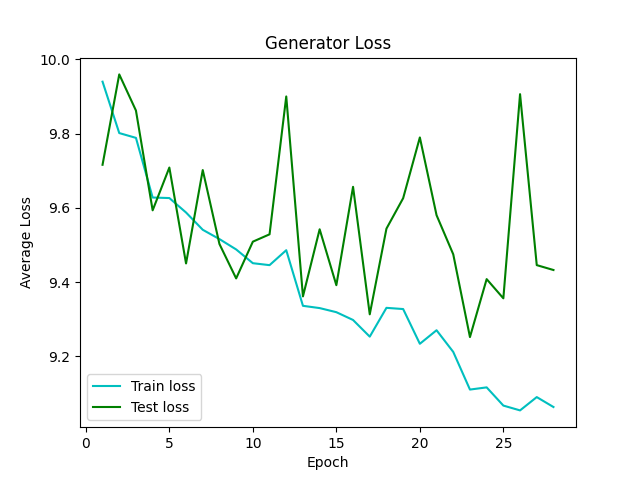 Generator Loss
10.0
9.8
9.6
9.4
9.2
Average Loss
Train loss
Test loss
0 5 10 15 20 25
Epoch